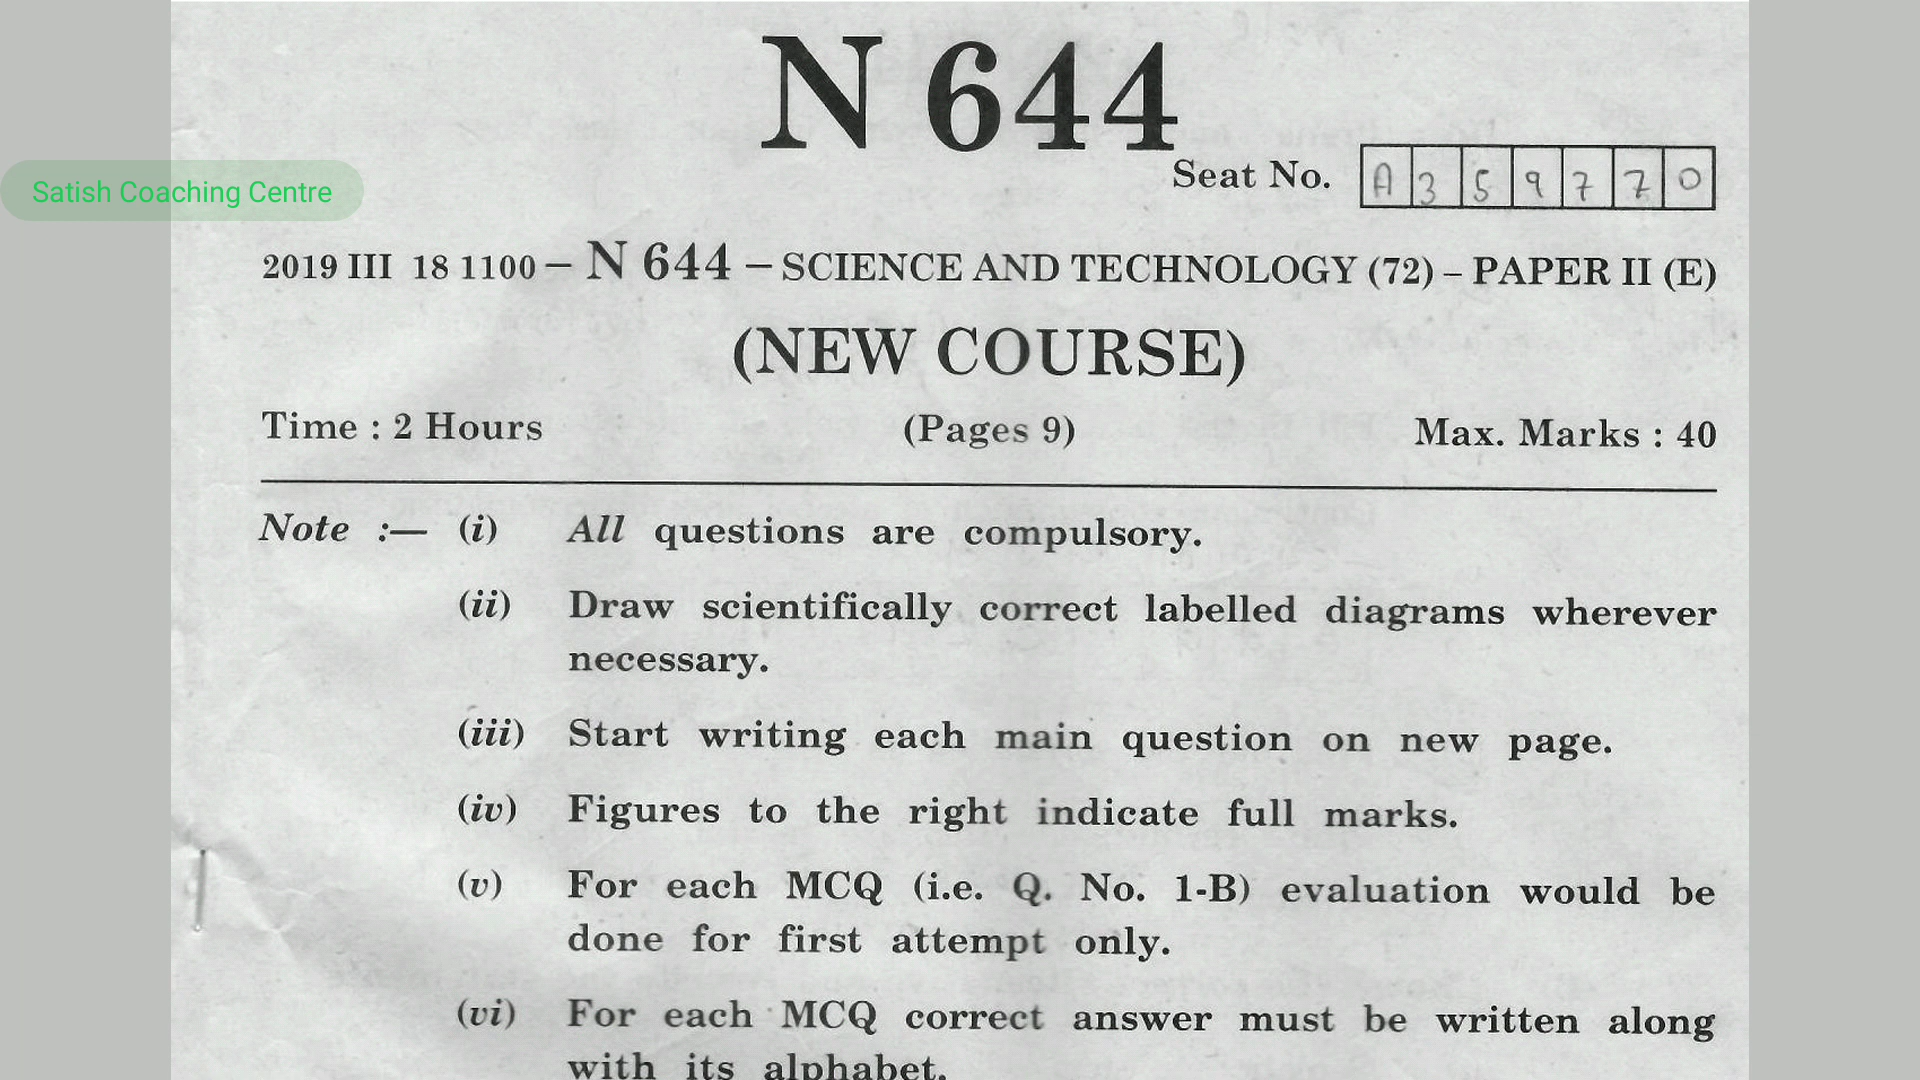 N 644
Seat No. A 3 5 9 7 7 0
Satish Coaching Centre
2019 III 18 1100 – N 644 – SCIENCE AND TECHNOLOGY (72) – PAPER II (E)
(NEW COURSE)
Time : 2 Hours (Pages 9) Max. Marks : 40
Note :— (i) All questions are compulsory.
(ii) Draw scientifically correct labelled diagrams wherever
necessary.
(iii) Start writing each main question on new page.
(iv) Figures to the right indicate full marks.
(v) For each MCQ (i.e. Q. No. 1-B) evaluation would be
done for first attempt only.
(vi) For each MCQ correct answer must be written along
with its alphabet.